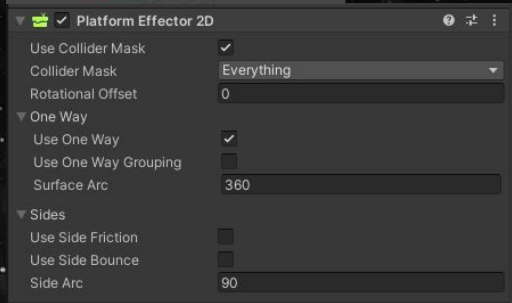 Platform Effector 2D
Use Collider Mask
Collider Mask Everything
Rotational Offset 0
One Way
Use One Way
Use One Way Grouping
Surface Arc 360
Sides
Use Side Friction
Use Side Bounce
Side Arc 90